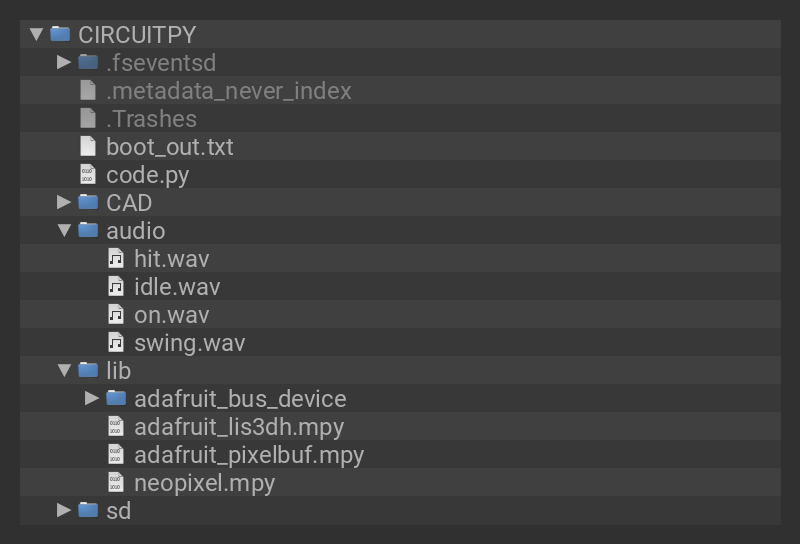 CIRCUITPY
.fseventsd
.metadata_never_index
.Trashes
boot_out.txt
code.py
CAD
audio
hit.wav
idle.wav
on.wav
swing.wav
lib
adafruit_bus_device
adafruit_lis3dh.mpy
adafruit_pixelbuf.mpy
neopixel.mpy
sd